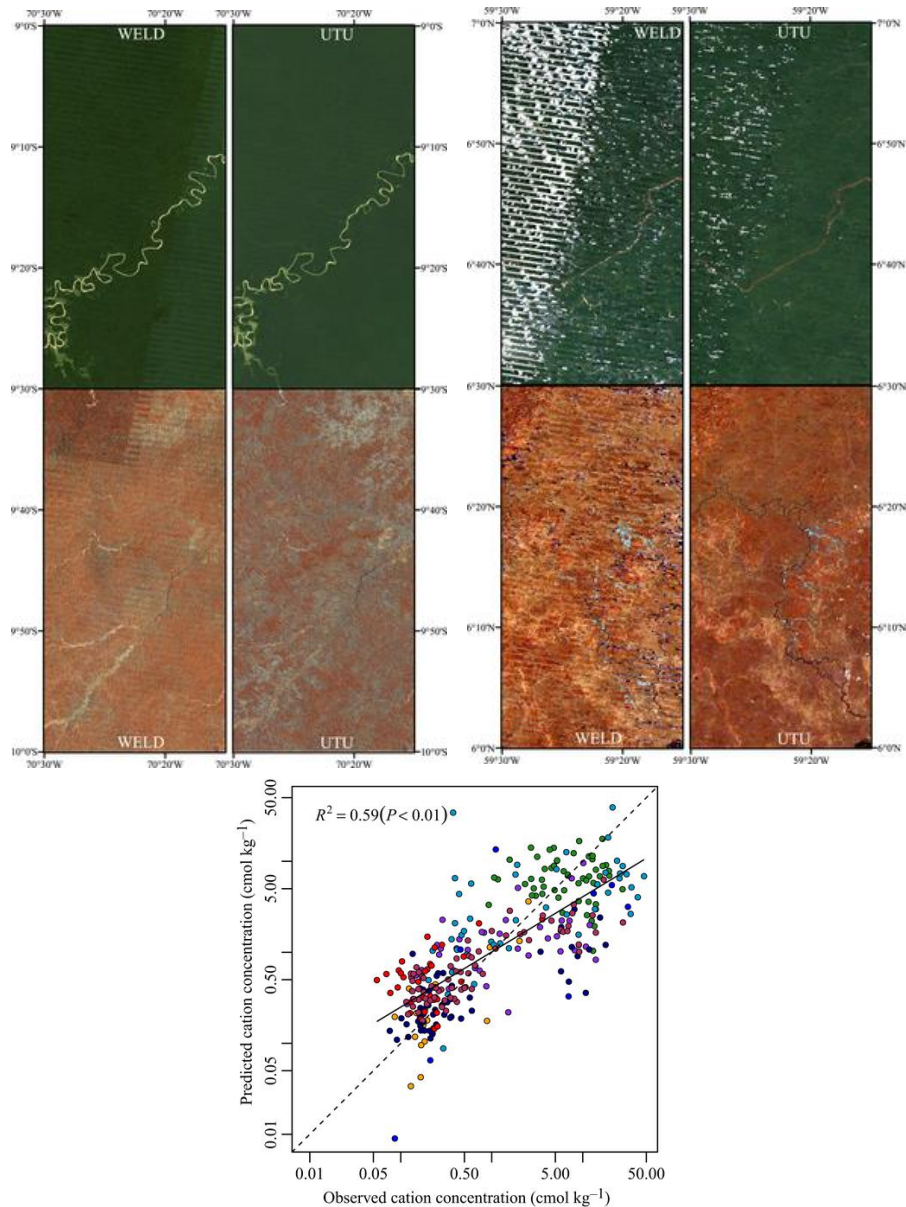 70°30'W 70°20'W 70°30'W 70°20'W
9°0'S WELD UTU 9°0'S
9°10'S 9°10'S
9°20'S 9°20'S
9°30'S 9°30'S
9°40'S 9°40'S
9°50'S 9°50'S
10°0'S WELD UTU 10°0'S
70°30'W 70°20'W 70°30'W 70°20'W
59°30'W 59°20'W 59°30'W 59°20'W
7°0'N WELD UTU 7°0'N
6°50'N 6°50'N
6°40'N 6°40'N
6°30'N 6°30'N
6°20'N 6°20'N
6°10'N 6°10'N
6°0'N WELD UTU 6°0'N
59°30'W 59°20'W 59°30'W 59°20'W
R² = 0.59(P < 0.01)
Predicted cation concentration (cmol kg⁻¹)
50.00
5.00
0.50
0.05
0.01
0.01 0.05 0.50 5.00 50.00
Observed cation concentration (cmol kg⁻¹)